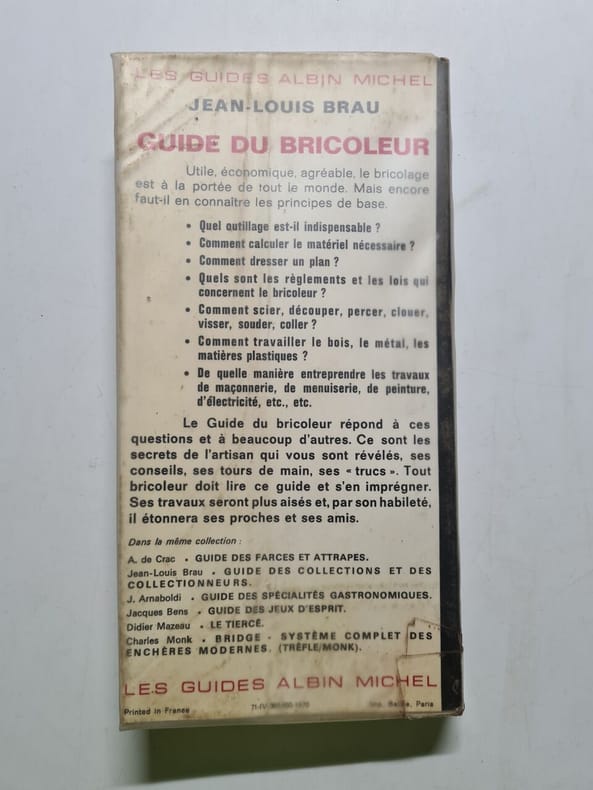 LES GUIDES ALBIN MICHEL
JEAN-LOUIS BRAU
GUIDE DU BRICOLEUR
Utile, économique, agréable, le bricolage
est à la portée de tout le monde. Mais encore
faut-il en connaître les principes de base.
• Quel outillage est-il indispensable ?
• Comment calculer le matériel nécessaire ?
• Comment dresser un plan ?
• Quels sont les règlements et les lois qui
concernent le bricoleur ?
• Comment scier, découper, percer, clouer,
visser, souder, coller ?
• Comment travailler le bois, le métal, les
matières plastiques ?
• De quelle manière entreprendre les travaux
de maçonnerie, de menuiserie, de peinture,
d'électricité, etc., etc.
Le Guide du bricoleur répond à ces
questions et à beaucoup d'autres. Ce sont les
secrets de l'artisan qui vous sont révélés, ses
conseils, ses tours de main, ses « trucs ». Tout
bricoleur doit lire ce guide et s'en imprégner.
Ses travaux seront plus aisés et, par son habileté,
il étonnera ses proches et ses amis.
Dans la même collection :
A. de Crac • GUIDE DES FARCES ET ATTRAPES.
Jean-Louis Brau • GUIDE DES COLLECTIONS ET DES
COLLECTIONNEURS.
J. Arnaboldi • GUIDE DES SPÉCIALITÉS GASTRONOMIQUES.
Jacques Bens • GUIDE DES JEUX D'ESPRIT.
Didier Mazeau • LE TIERCÉ.
Charles Monk • BRIDGE - SYSTÈME COMPLET DES
ENCHÈRES MODERNES. (TRÉFLE/MONK).
LES GUIDES ALBIN MICHEL
Printed in France Imp. Paris